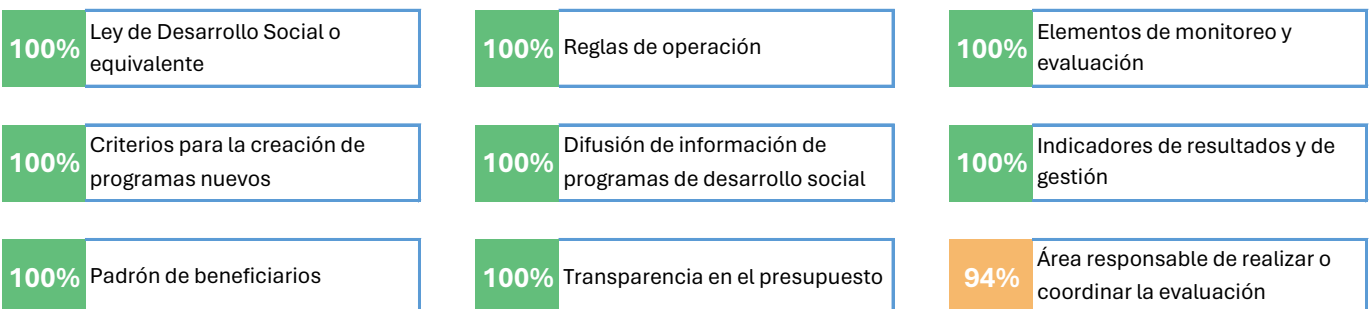 100% Ley de Desarrollo Social o
equivalente
100% Reglas de operación
100% Elementos de monitoreo y
evaluación
100% Criterios para la creación de
programas nuevos
100% Difusión de información de
programas de desarrollo social
100% Indicadores de resultados y de
gestión
100% Padrón de beneficiarios
100% Transparencia en el presupuesto
94% Área responsable de realizar o
coordinar la evaluación